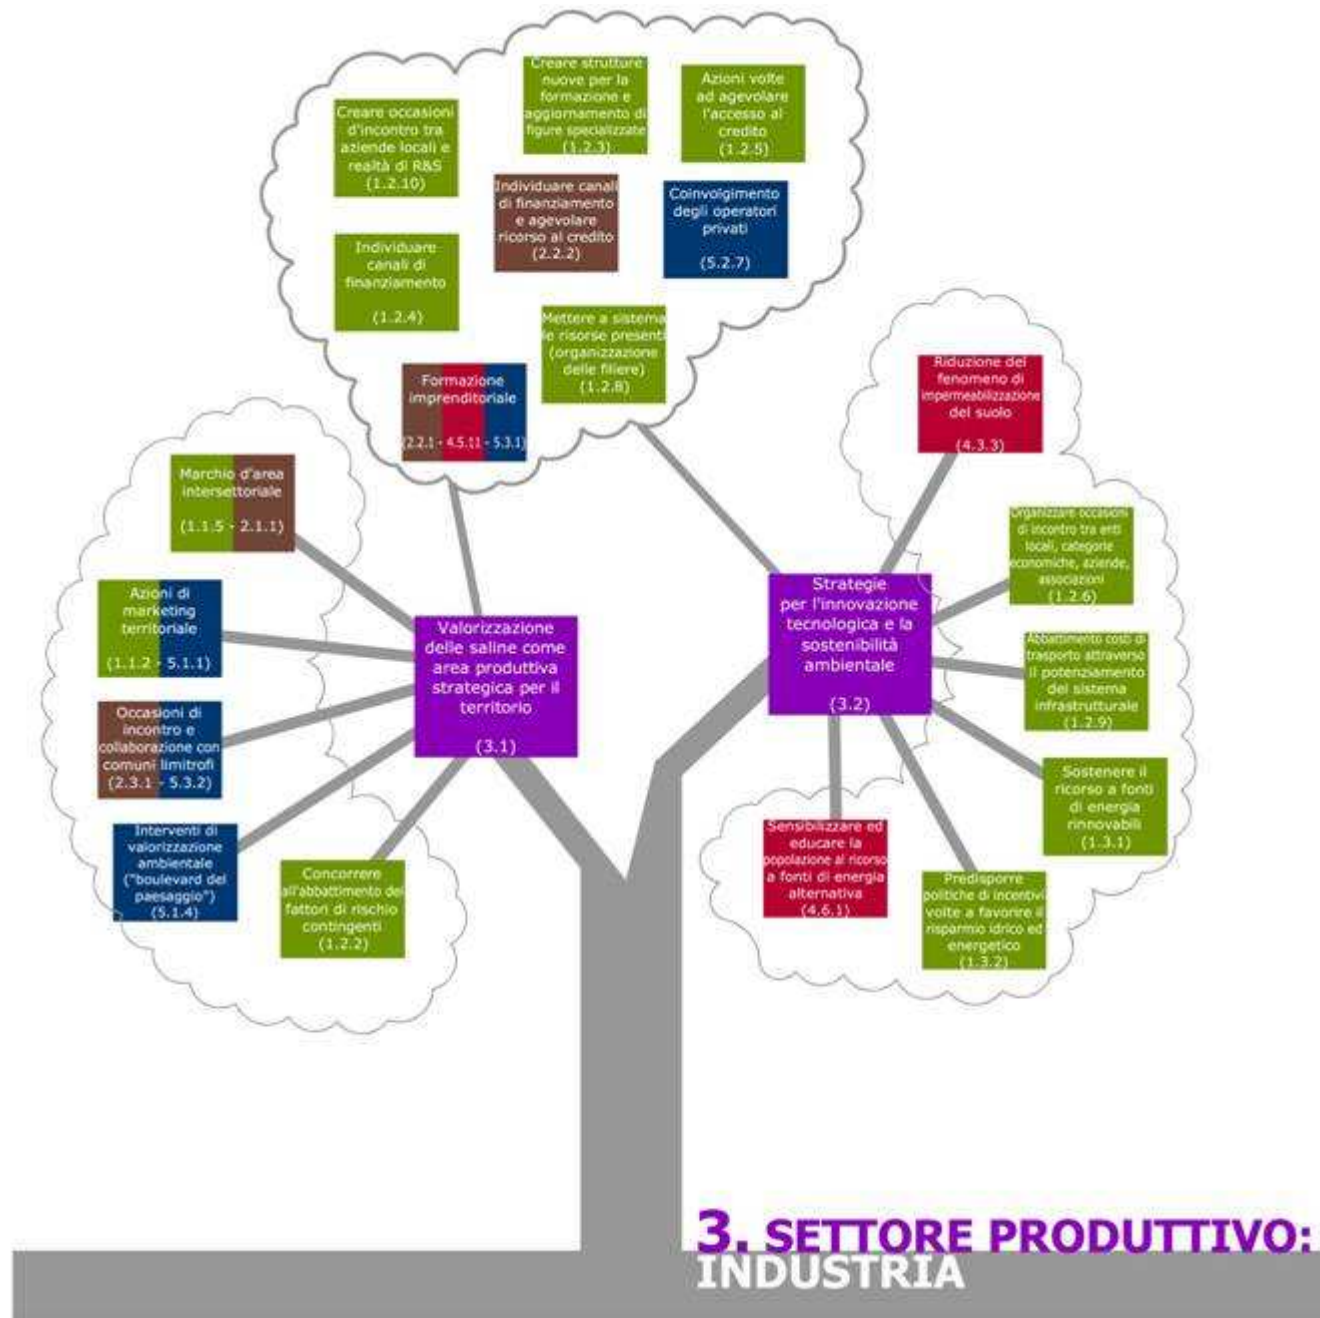 Creare strutture
nuove per la
formazione e
aggiornamento di
figure specializzate
(1.2.3)
Azioni volte
ad agevolare
l'accesso al
credito
(1.2.5)
Creare occasioni
d'incontro tra
aziende locali e
realtà di R&S
(1.2.10)
Individuare canali
di finanziamento
e agevolare
ricorso al credito
(2.2.2)
Coinvolgimento
degli operatori
privati
(5.2.7)
Individuare
canali di
finanziamento
(1.2.4)
Mettere a sistema
le risorse presenti
(organizzazione
delle filiere)
(1.2.8)
Formazione
imprenditoriale
(2.2.1 - 4.5.11 - 5.3.1)
Riduzione del
fenomeno di
impermeabilizzazione
del suolo
(4.3.3)
Marchio d'area
intersettoriale
(1.1.5 - 2.1.1)
Azioni di
marketing
territoriale
(1.1.2 - 5.1.1)
Occasioni di
incontro e
collaborazione con
comuni limitrofi
(2.3.1 - 5.3.2)
Interventi di
valorizzazione
ambientale
("boulevard del
paesaggio")
(5.1.4)
Concorrere
all'abbattimento dei
fattori di rischio
contingenti
(1.2.2)
Valorizzazione
delle saline come
area produttiva
strategica per il
territorio
(3.1)
Strategie
per l'innovazione
tecnologica e la
sostenibilità
ambientale
(3.2)
Organizzare occasioni
di incontro tra enti
locali, categorie
economiche, aziende,
associazioni
(1.2.6)
Abbattimento costi di
trasporto attraverso
il potenziamento
del sistema
infrastrutturale
(1.2.9)
Sostenere il
ricorso a fonti
di energia
rinnovabili
(1.3.1)
Sensibilizzare ed
educare la
popolazione al ricorso
a fonti di energia
alternativa
(4.6.1)
Predisporre
politiche di incentivi
volte a favorire il
risparmio idrico ed
energetico
(1.3.2)
3. SETTORE PRODUTTIVO:
INDUSTRIA